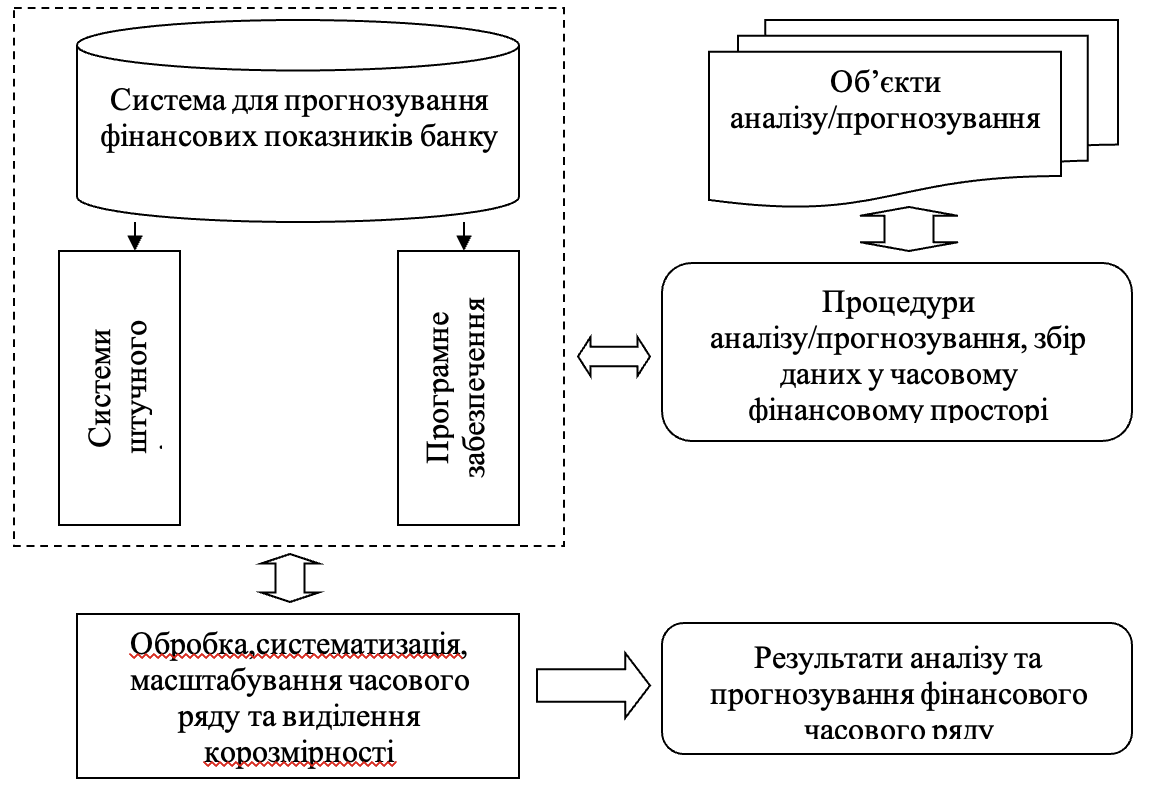 Система для прогнозування
фінансових показників банку
Системи
штучного
Програмне
забезпечення
Об’єкти
аналізу/прогнозування
Процедури
аналізу/прогнозування, збір
даних у часовому
фінансовому просторі
Обробка,систематизація,
масштабування часового
ряду та виділення
корозмірності
Результати аналізу та
прогнозування фінансового
часового ряду